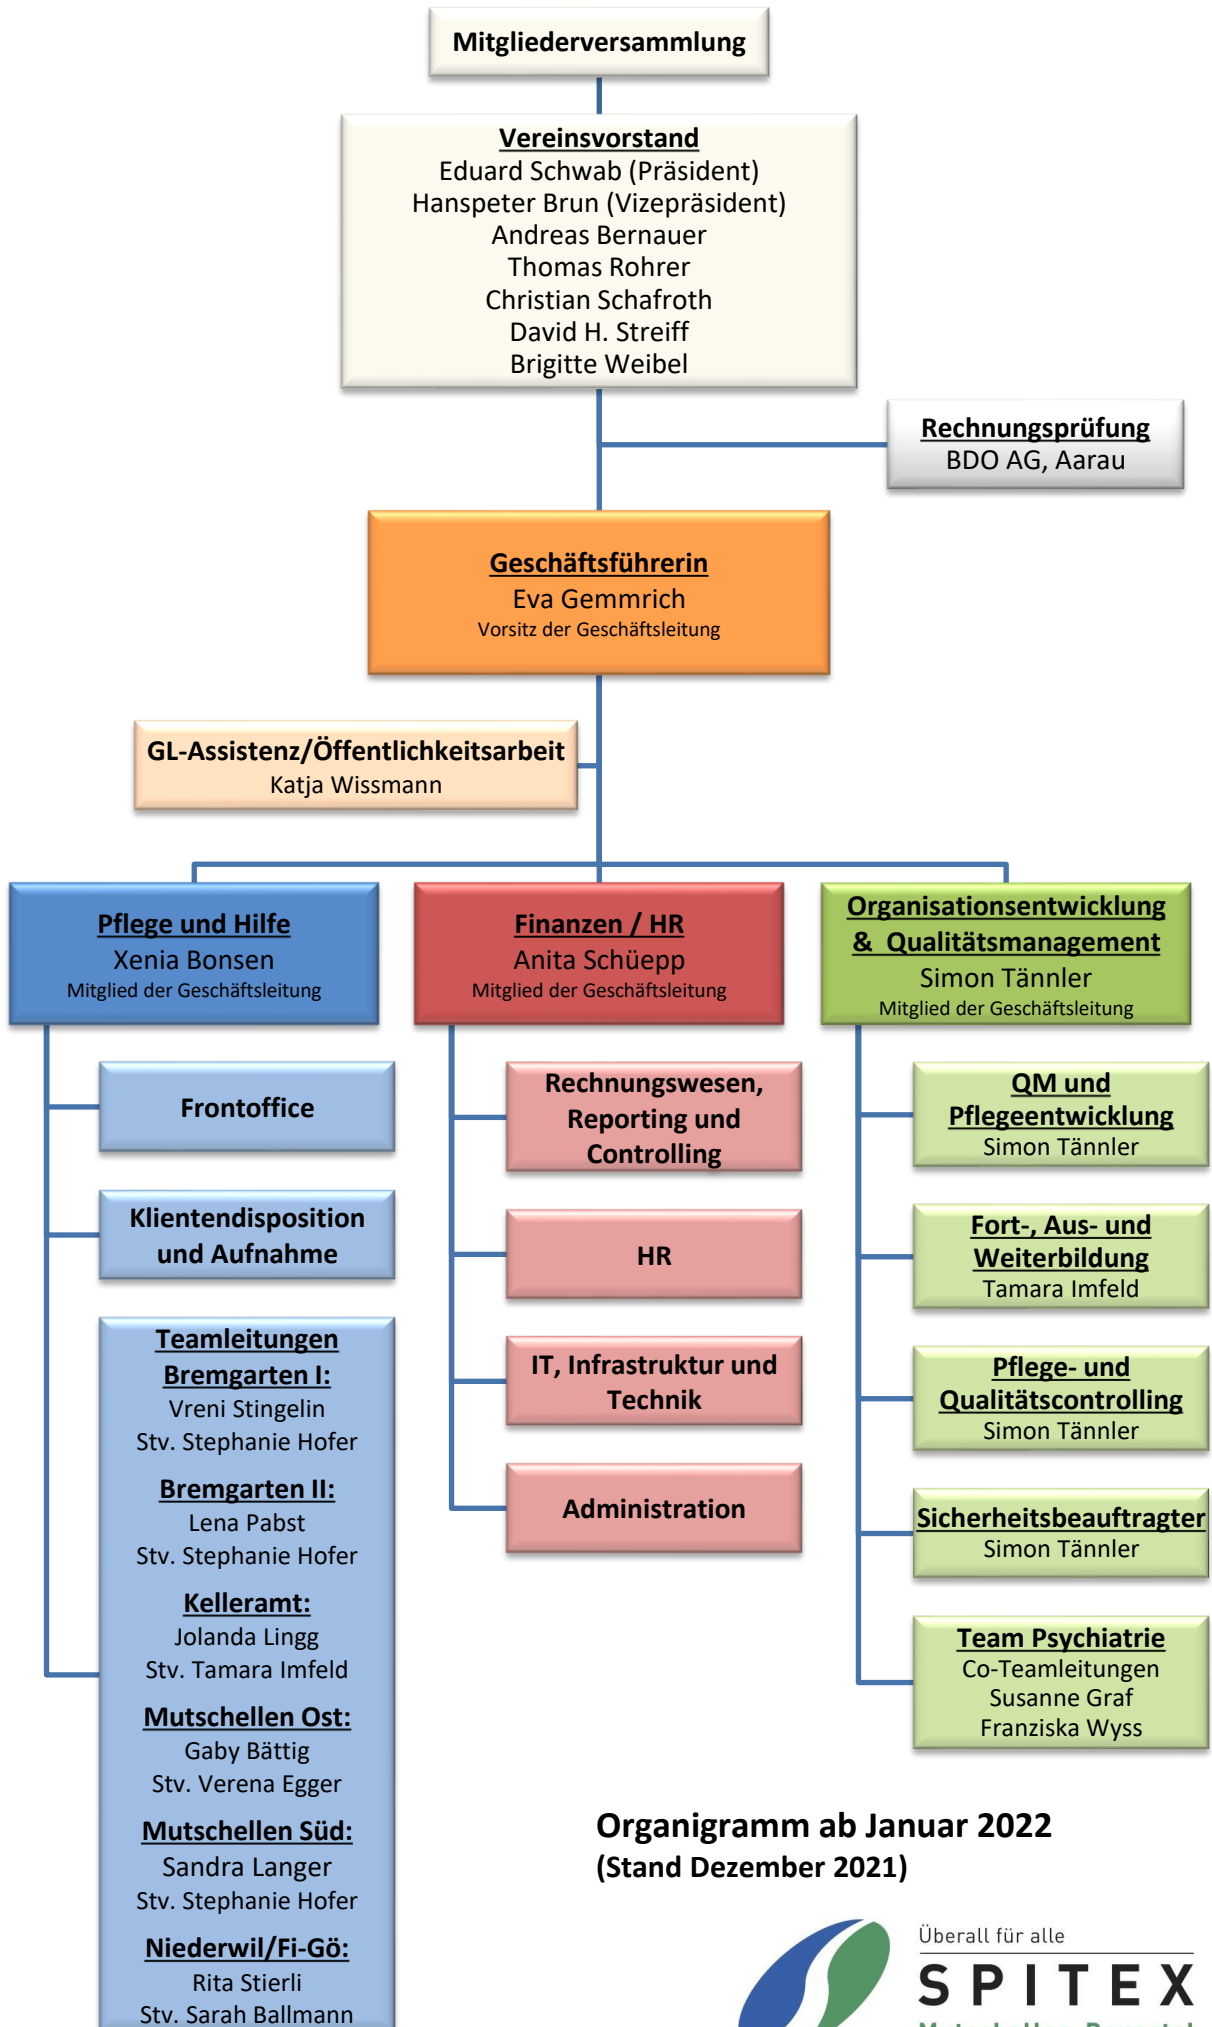 Mitgliederversammlung
Vereinsvorstand
Eduard Schwab (Präsident)
Hanspeter Brun (Vizepräsident)
Andreas Bernauer
Thomas Rohrer
Christian Schafroth
David H. Streiff
Brigitte Weibel
Rechnungsprüfung
BDO AG, Aarau
Geschäftsführerin
Eva Gemmrich
Vorsitz der Geschäftsleitung
GL-Assistenz/Öffentlichkeitsarbeit
Katja Wissmann
Pflege und Hilfe
Xenia Bonsen
Mitglied der Geschäftsleitung
Frontoffice
Klientendisposition
und Aufnahme
Teamleitungen
Bremgarten I:
Vreni Stingelin
Stv. Stephanie Hofer
Bremgarten II:
Lena Pabst
Stv. Stephanie Hofer
Kelleramt:
Jolanda Lingg
Stv. Tamara Imfeld
Mutschellen Ost:
Gaby Bättig
Stv. Verena Egger
Mutschellen Süd:
Sandra Langer
Stv. Stephanie Hofer
Niederwil/Fi-Gö:
Rita Stierli
Stv. Sarah Ballmann
Finanzen / HR
Anita Schüepp
Mitglied der Geschäftsleitung
Rechnungswesen,
Reporting und
Controlling
HR
IT, Infrastruktur und
Technik
Administration
Organisationsentwicklung
& Qualitätsmanagement
Simon Tännler
Mitglied der Geschäftsleitung
QM und
Pflegeentwicklung
Simon Tännler
Fort-, Aus- und
Weiterbildung
Tamara Imfeld
Pflege- und
Qualitätscontrolling
Simon Tännler
Sicherheitsbeauftragter
Simon Tännler
Team Psychiatrie
Co-Teamleitungen
Susanne Graf
Franziska Wyss
Organigramm ab Januar 2022
(Stand Dezember 2021)
Überall für alle
SPITEX